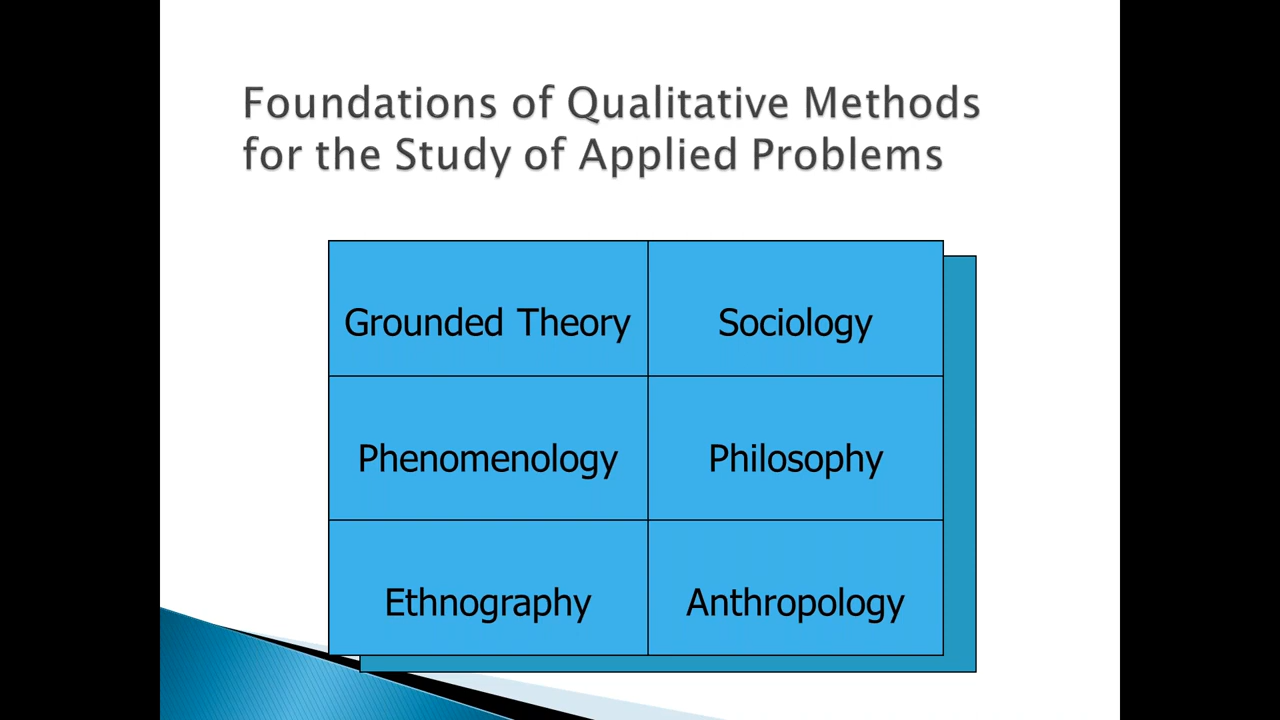 Foundations of Qualitative Methods
for the Study of Applied Problems
Grounded Theory
Sociology
Phenomenology
Philosophy
Ethnography
Anthropology